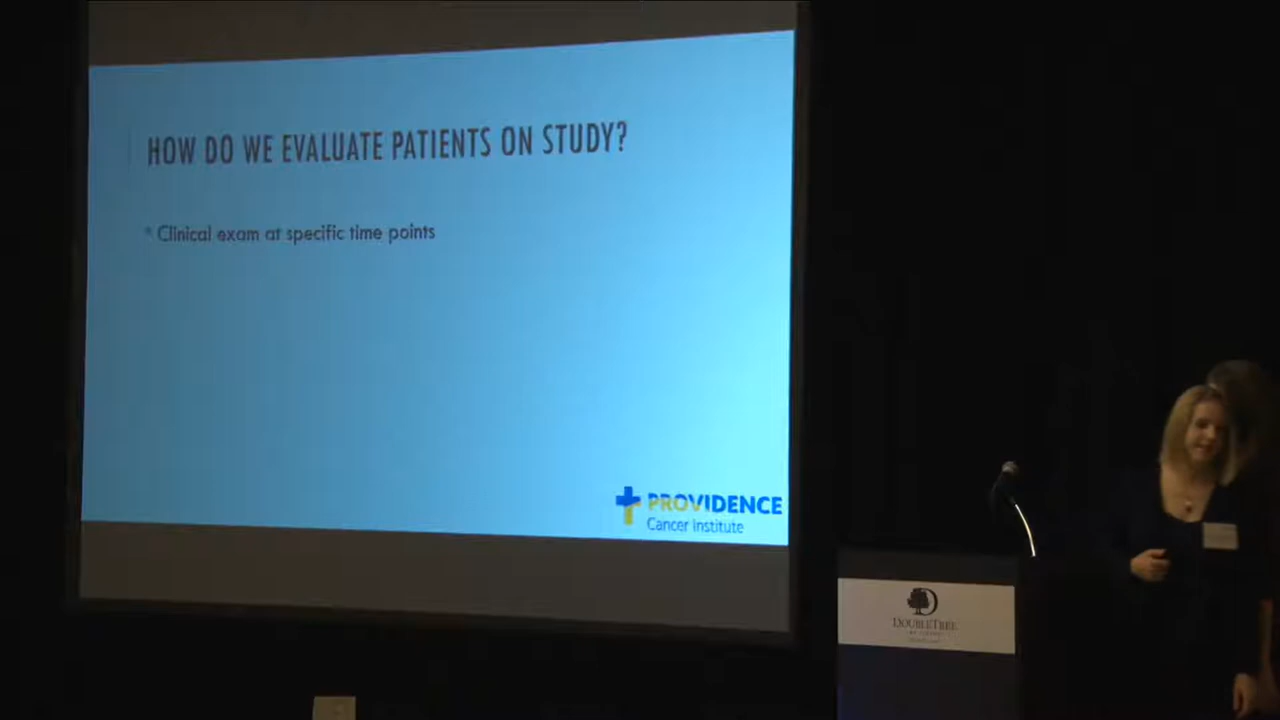 HOW DO WE EVALUATE PATIENTS ON STUDY?
* Clinical exam at specific time points
PROVIDENCE
Cancer Institute
DOUBLETREE